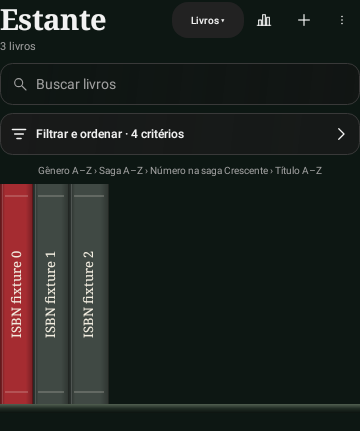 Estante
Livros
3 livros
Buscar livros
Filtrar e ordenar · 4 critérios
Gênero A–Z › Saga A–Z › Número na saga Crescente › Título A–Z
ISBN fixture 0
ISBN fixture 1
ISBN fixture 2